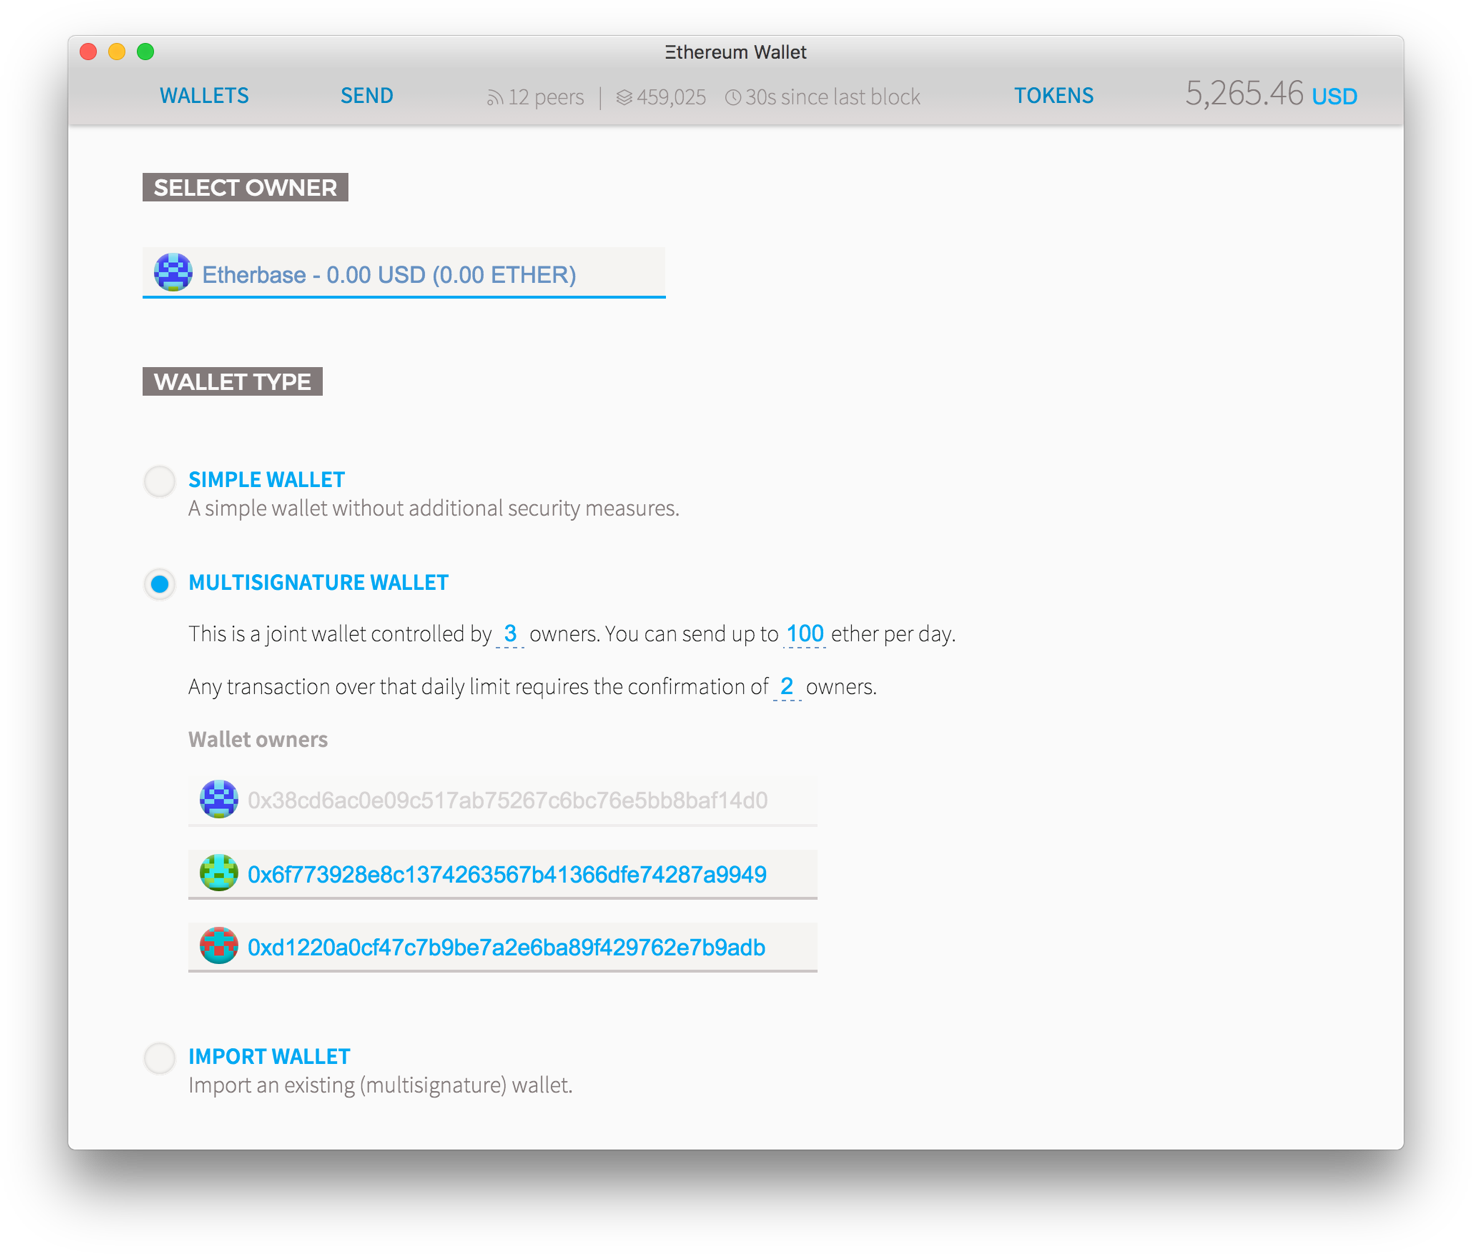 Ξthereum Wallet
WALLETS SEND 12 peers | 459,025 30s since last block TOKENS 5,265.46 USD
SELECT OWNER
Etherbase - 0.00 USD (0.00 ETHER)
WALLET TYPE
SIMPLE WALLET
A simple wallet without additional security measures.
MULTISIGNATURE WALLET
This is a joint wallet controlled by 3 owners. You can send up to 100 ether per day.
Any transaction over that daily limit requires the confirmation of 2 owners.
Wallet owners
0x38cd6ac0e09c517ab75267c6bc76e5bb8baf14d0
0x6f773928e8c1374263567b41366dfe74287a9949
0xd1220a0cf47c7b9be7a2e6ba89f429762e7b9adb
IMPORT WALLET
Import an existing (multisignature) wallet.